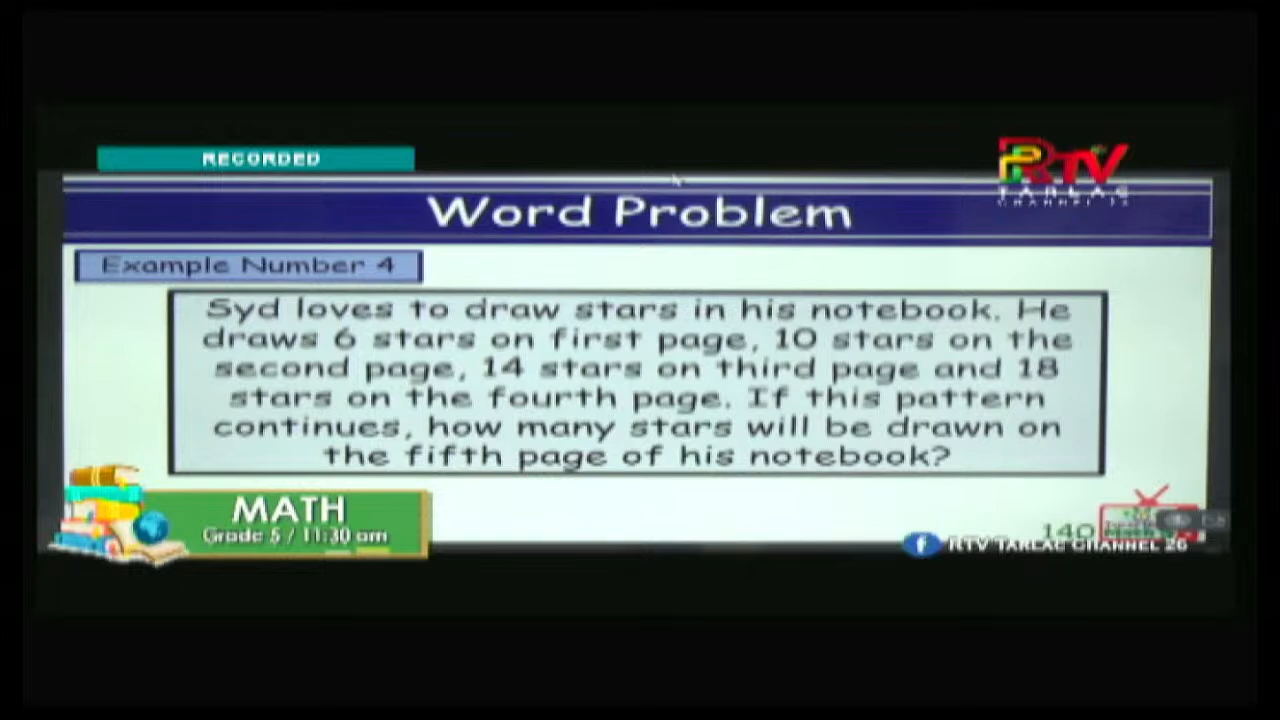 RECORDED
RTV
TARLAC
Word Problem
Example Number 4
Syd loves to draw stars in his notebook. He
draws 6 stars on first page, 10 stars on the
second page, 14 stars on third page and 18
stars on the fourth page. If this pattern
continues, how many stars will be drawn on
the fifth page of his notebook?
MATH
Grade 5 / 11:30 am
140
RTV TARLAC CHANNEL 26